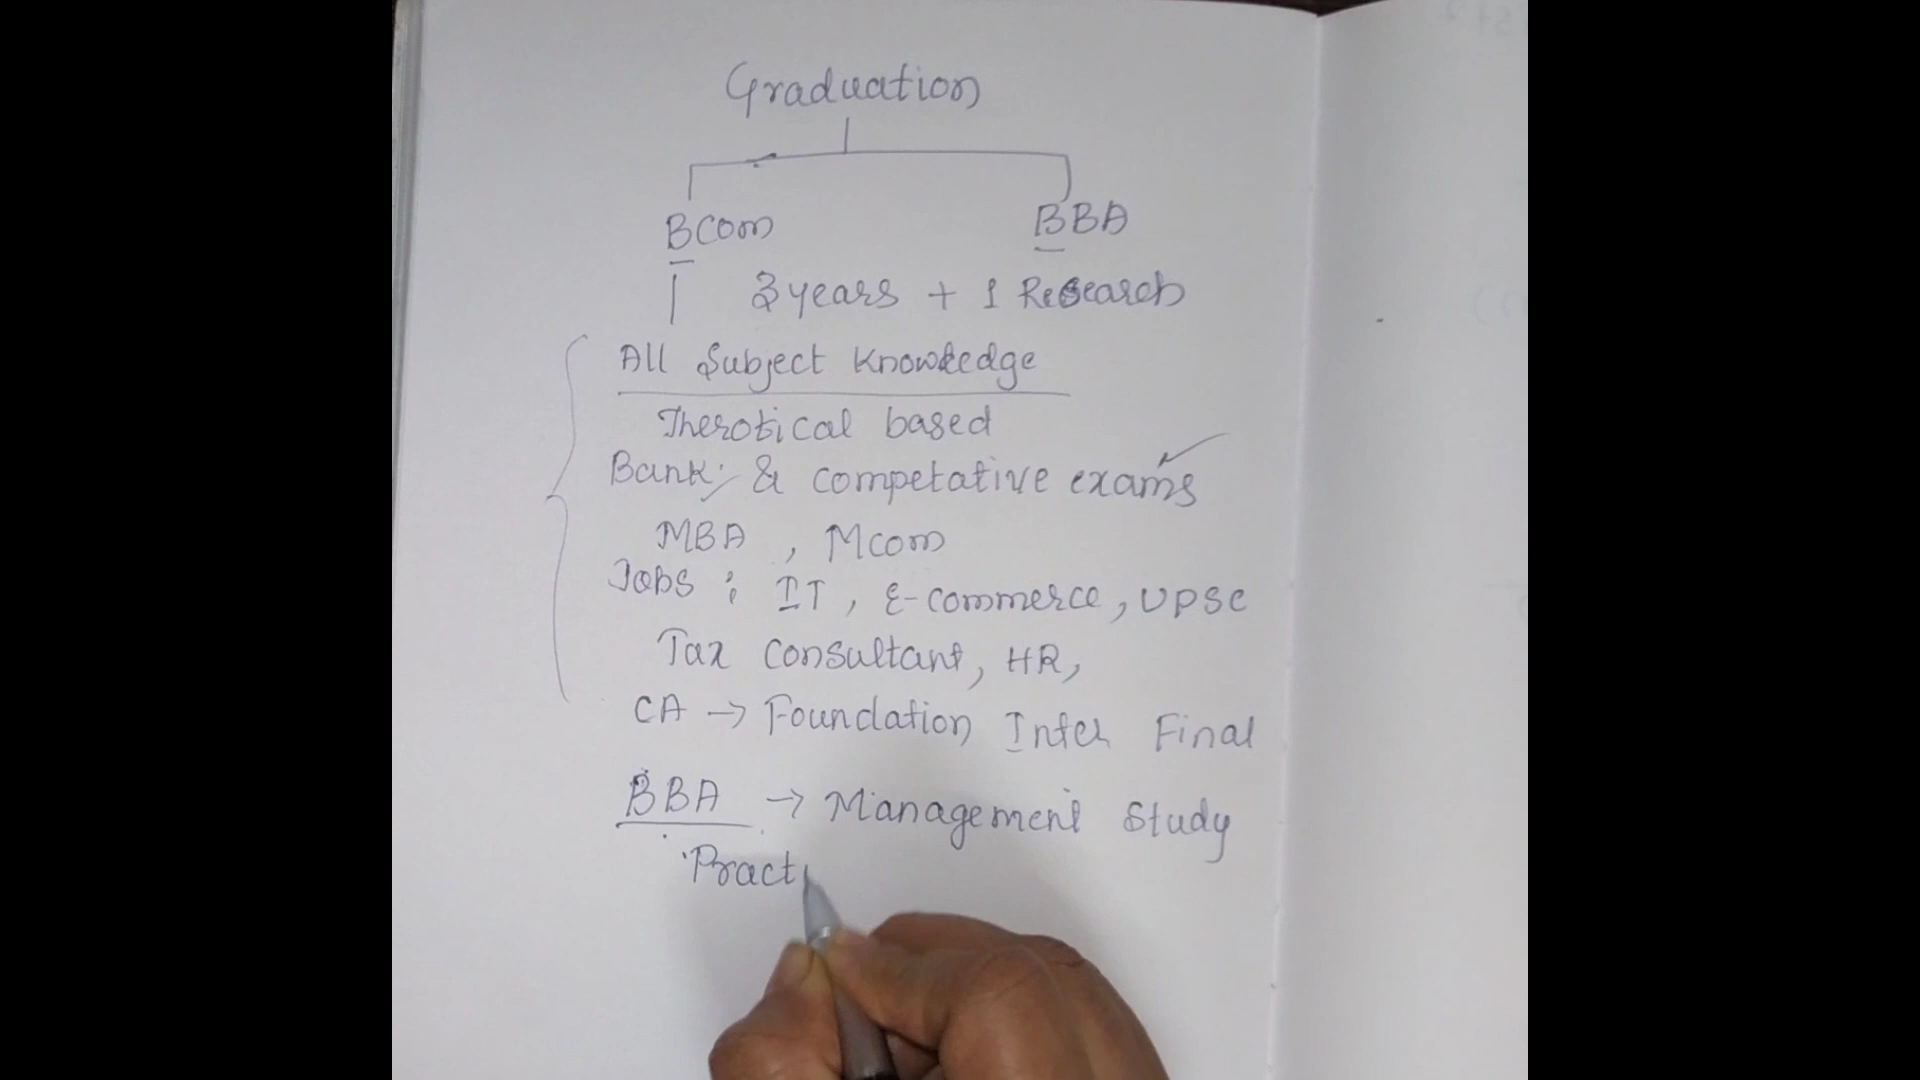 Graduation
Bcom BBA
3 years + 1 Research
All Subject Knowledge
Therotical based
Bank & competative exams
MBA , Mcom
Jobs : IT, E-commerce, UPSC
Tax Consultant, HR,
CA → Foundation Inter Final
BBA → Management Study
Pract